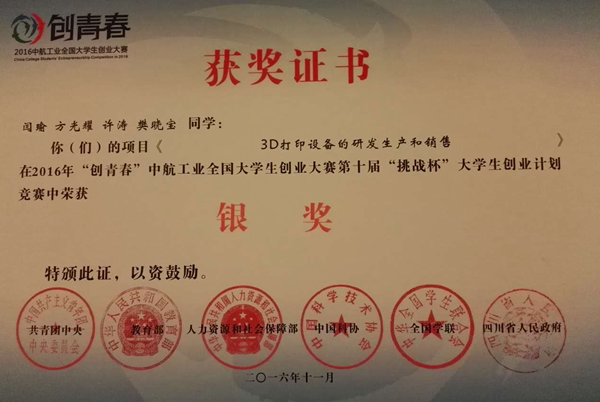 创青春
2016中航工业全国大学生创业大赛
China College Students' Entrepreneurship Competition in 2016
获奖证书
闫瑜 方光耀 许涛 樊晓宝 同学：
你（们）的项目《 3D打印设备的研发生产和销售 》
在2016年“创青春”中航工业全国大学生创业大赛第十届“挑战杯”大学生创业计划
竞赛中荣获
银 奖
特颁此证，以资鼓励。
共青团中央 教育部 人力资源和社会保障部 中国科协 全国学联 四川省人民政府
二〇一六年十一月